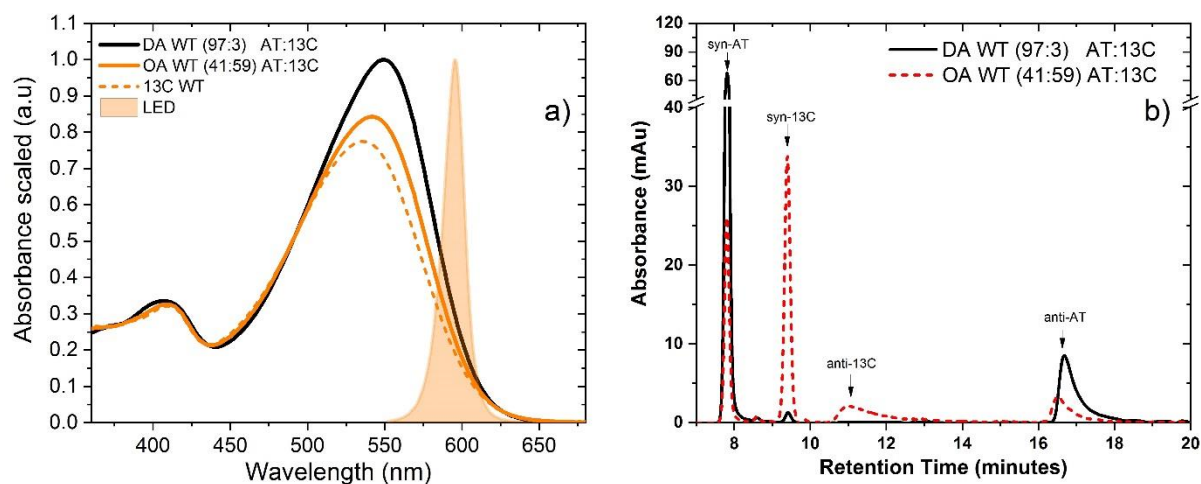 1.1
1.0
0.9
0.8
0.7
0.6
0.5
0.4
0.3
0.2
0.1
0.0
Absorbance scaled (a.u)
DA WT (97:3) AT:13C
OA WT (41:59) AT:13C
13C WT
LED
a)
400 450 500 550 600 650
Wavelength (nm)
120
100
80
60
40
30
20
10
0
Absorbance (mAu)
syn-AT
DA WT (97:3) AT:13C
OA WT (41:59) AT:13C
b)
syn-13C
anti-13C
anti-AT
8 10 12 14 16 18 20
Retention Time (minutes)